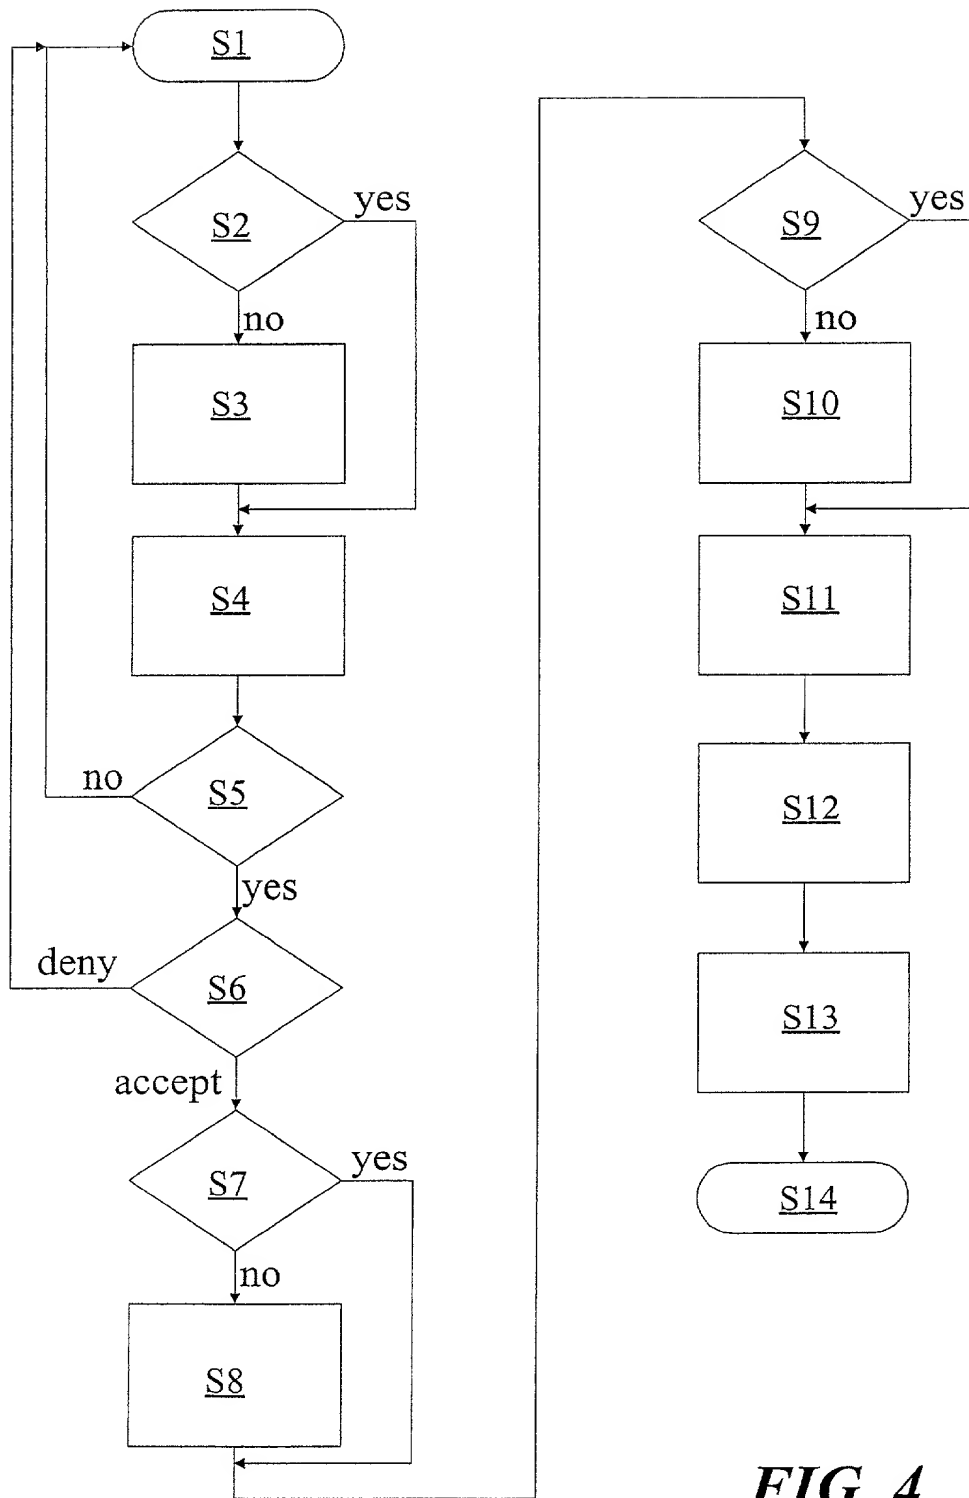 S1
S2
yes
no
S3
S4
S5
no
yes
S6
deny
accept
S7
yes
no
S8
S9
yes
no
S10
S11
S12
S13
S14
FIG. 4